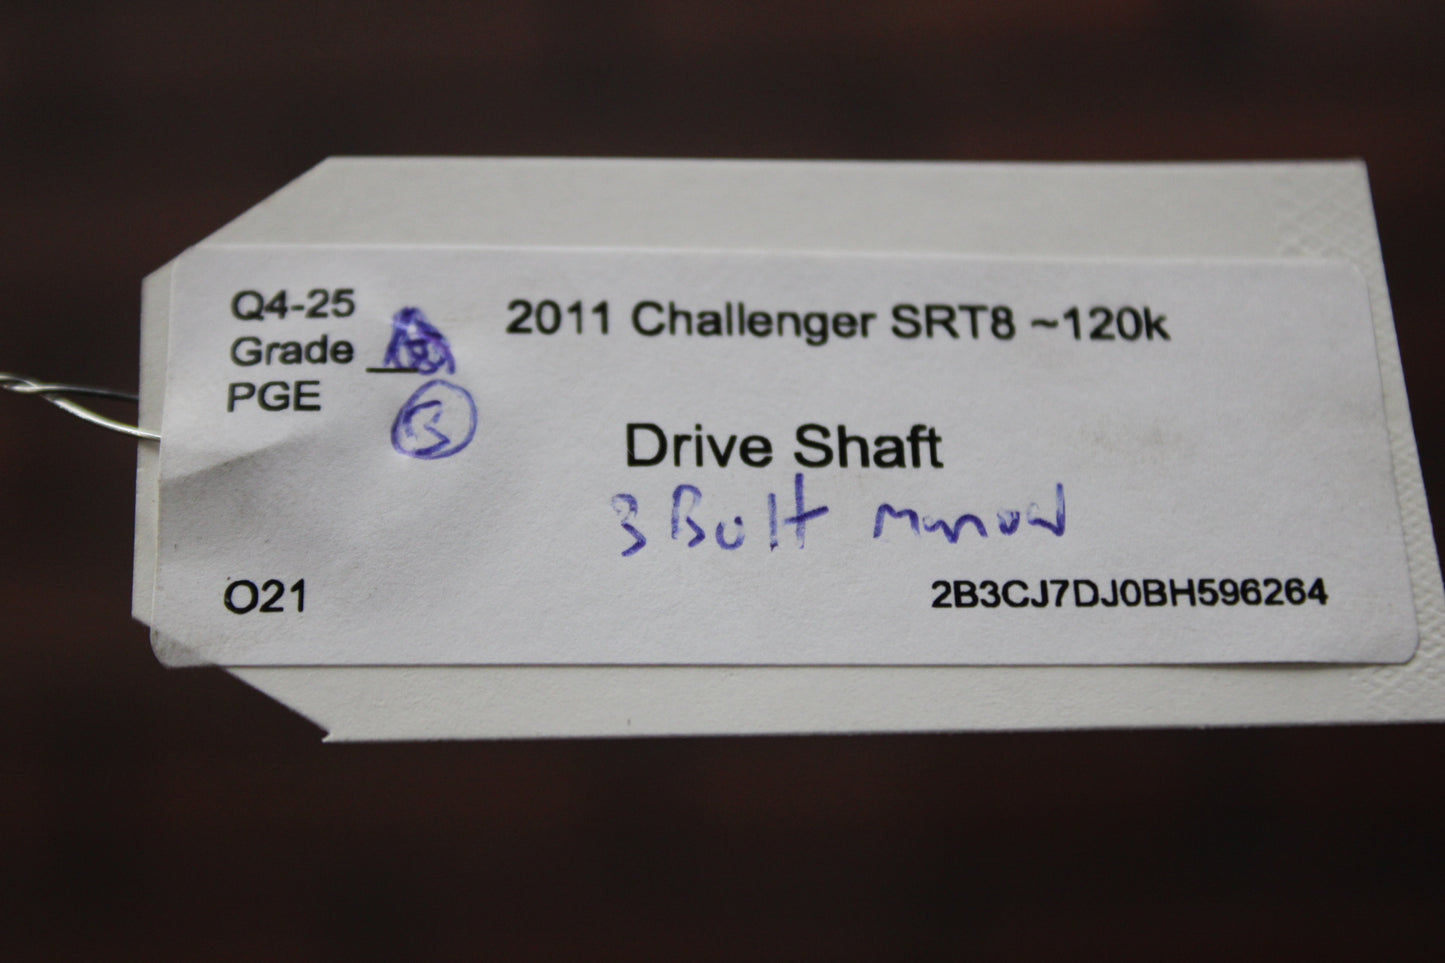 Q4-25
Grade
PGE
B
2011 Challenger SRT8 ~120k
Drive Shaft
3 Bolt manual
O21
2B3CJ7DJ0BH596264